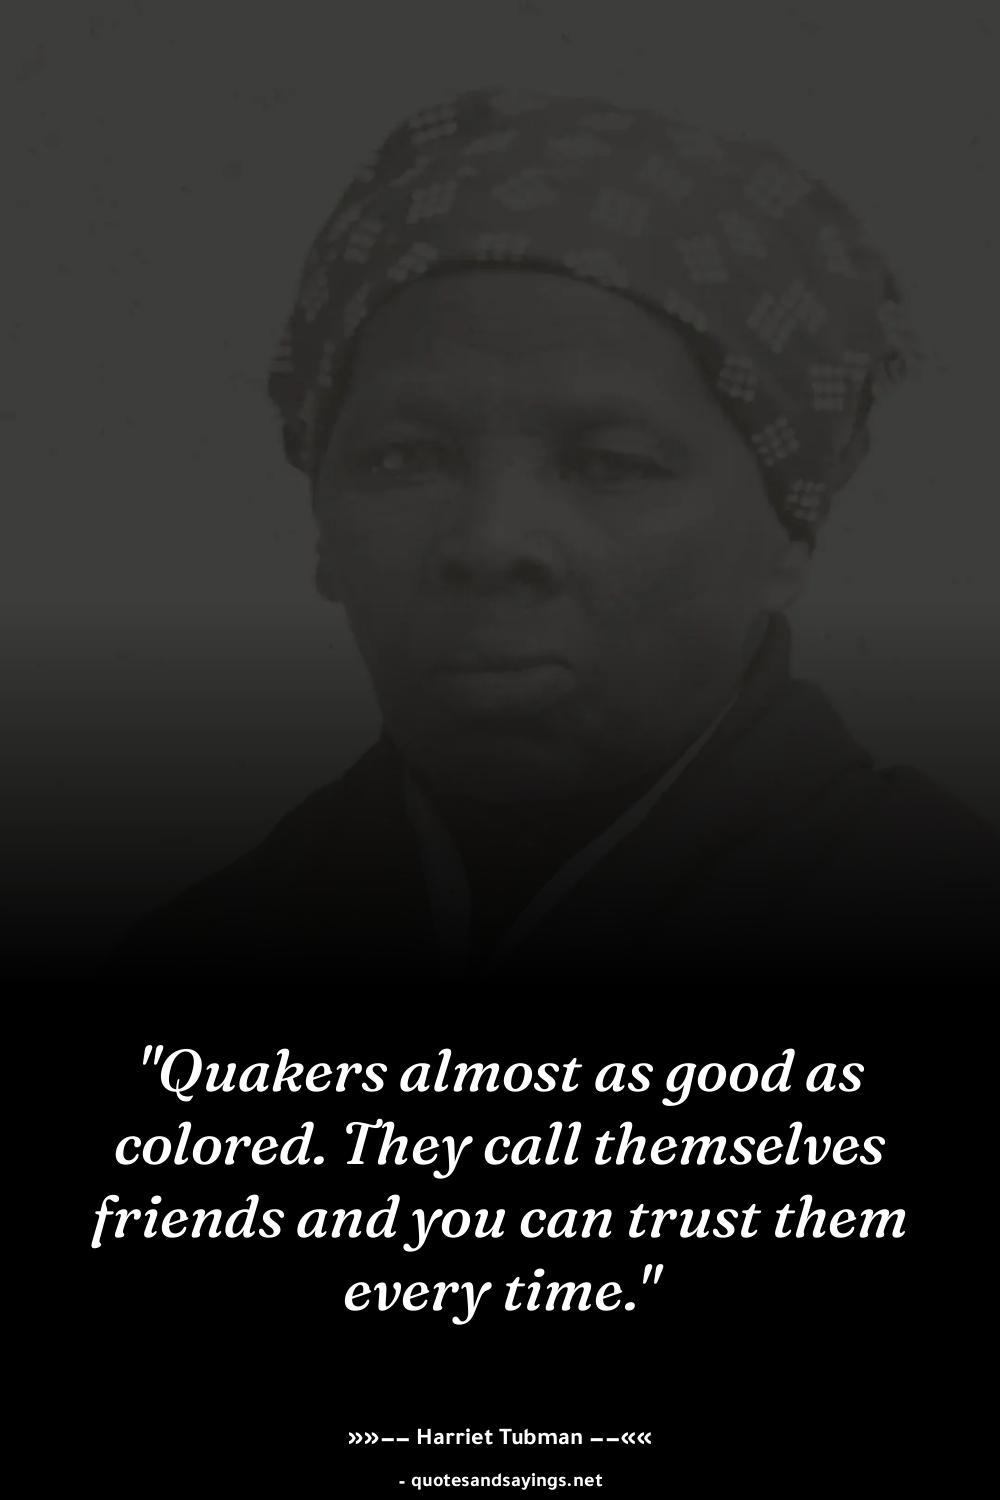 "Quakers almost as good as
colored. They call themselves
friends and you can trust them
every time."
»»−− Harriet Tubman −−««
- quotesandsayings.net